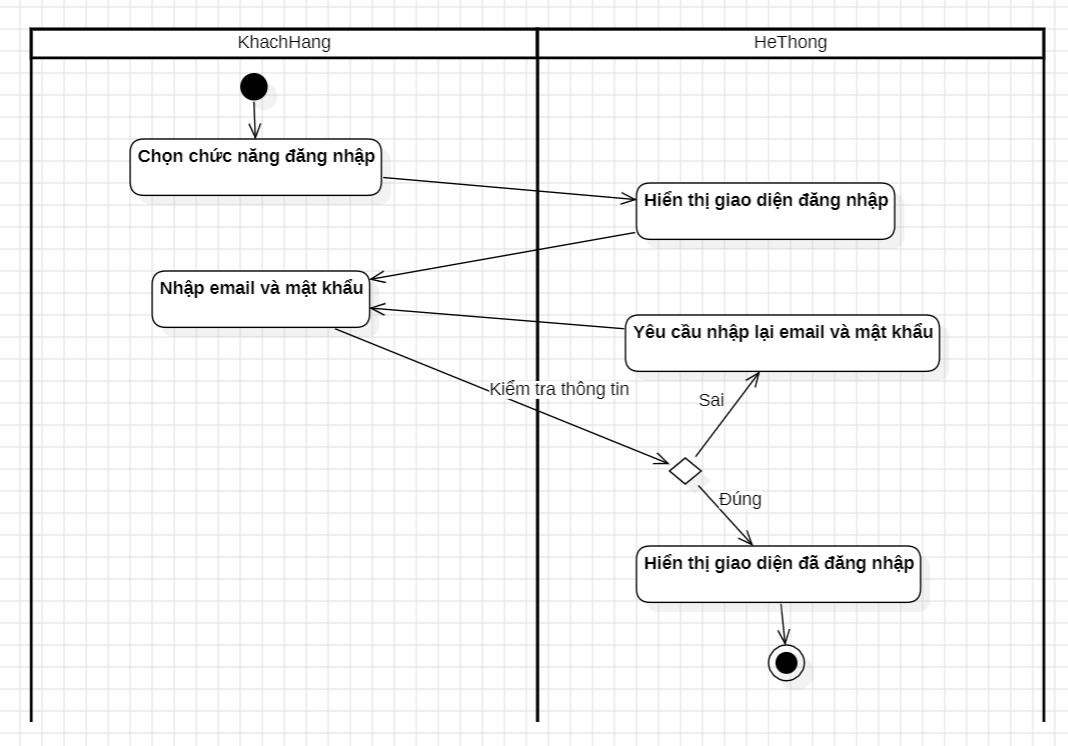 KhachHang
HeThong
Chọn chức năng đăng nhập
Hiển thị giao diện đăng nhập
Nhập email và mật khẩu
Yêu cầu nhập lại email và mật khẩu
Kiểm tra thông tin
Sai
Đúng
Hiển thị giao diện đã đăng nhập